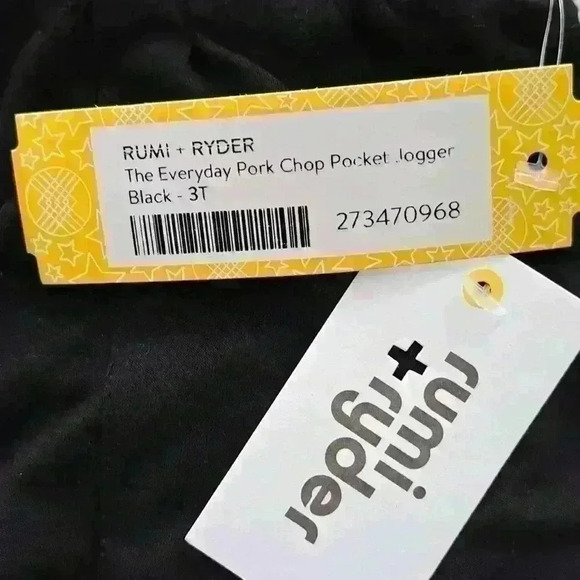 RUMI + RYDER
The Everyday Pork Chop Pocket Jogger
Black - 3T
273470968
rumi
+ ryder